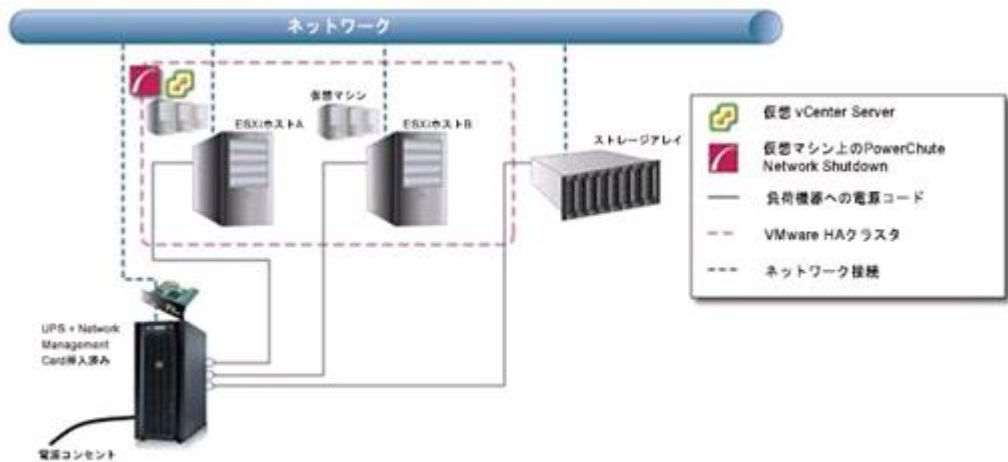 ネットワーク
仮想マシン
ESXiホストA
ESXiホストB
ストレージアレイ
UPS + Network
Management
Card挿入済み
電源コンセント
仮想 vCenter Server
仮想マシン上のPowerChute
Network Shutdown
負荷機器への電源コード
VMware HAクラスタ
ネットワーク接続